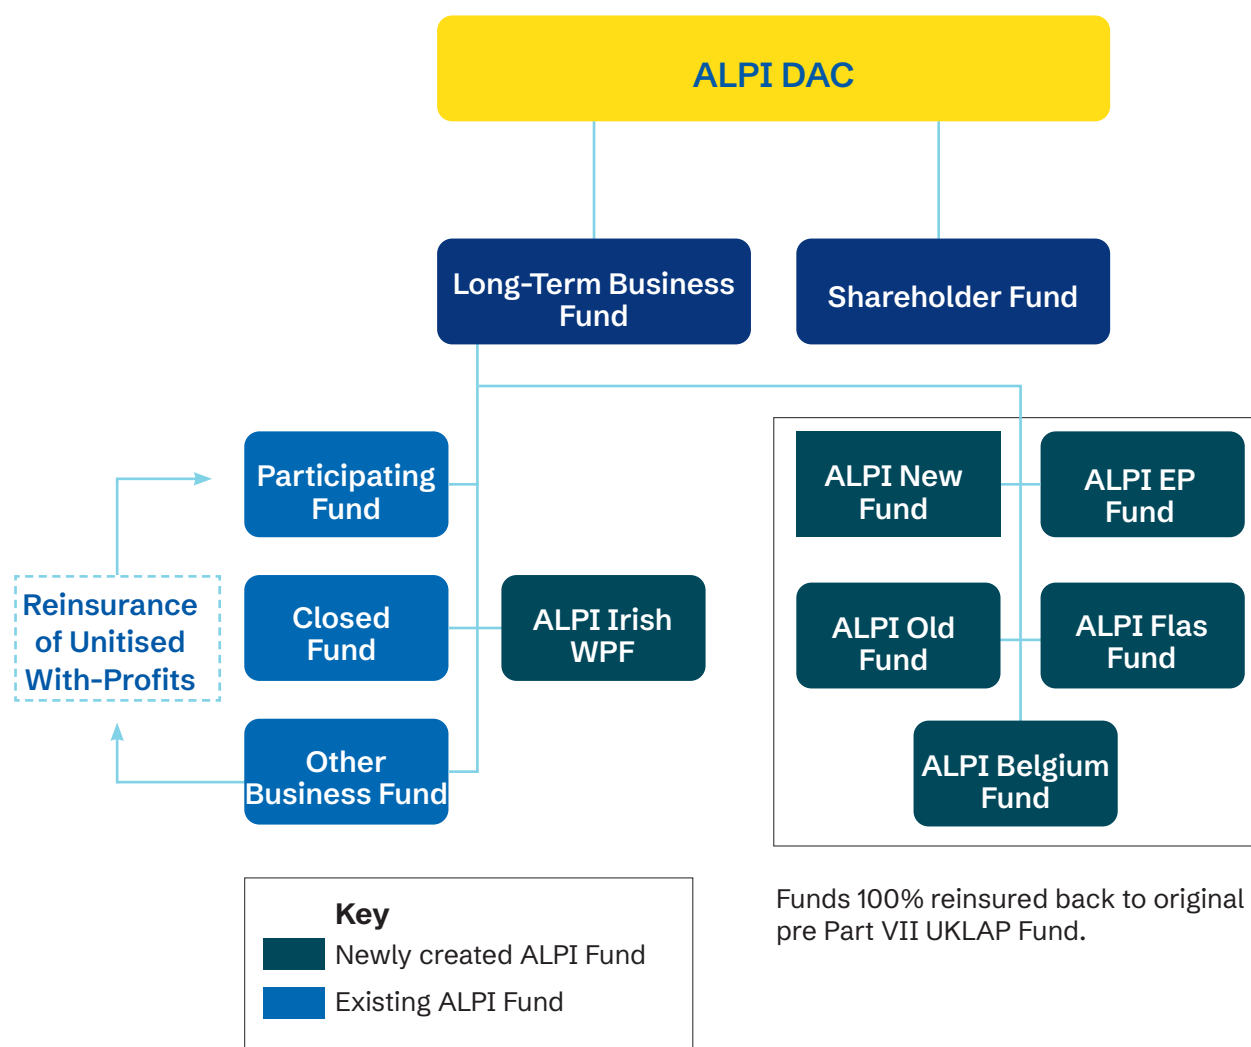 ALPI DAC
Long-Term Business
Fund
Shareholder Fund
Participating
Fund
ALPI New
Fund
ALPI EP
Fund
Reinsurance
of Unitised
With-Profits
Closed
Fund
ALPI Irish
WPF
ALPI Old
Fund
ALPI Flas
Fund
Other
Business Fund
ALPI Belgium
Fund
Key
Newly created ALPI Fund
Existing ALPI Fund
Funds 100% reinsured back to original
pre Part VII UKLAP Fund.